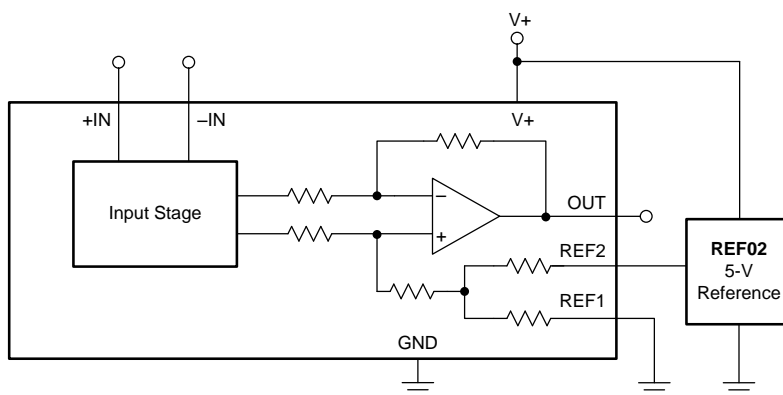 V+
+IN
–IN
V+
Input Stage
–
+
OUT
REF2
REF1
GND
REF02
5-V
Reference